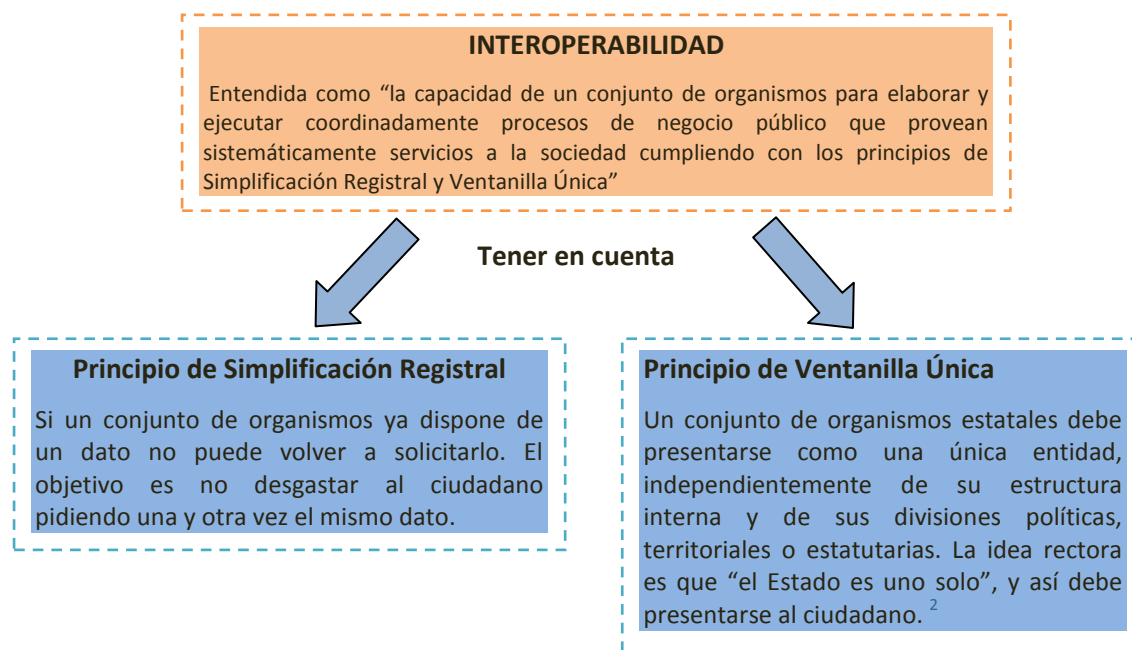 INTEROPERABILIDAD
Entendida como “la capacidad de un conjunto de organismos para elaborar y
ejecutar coordinadamente procesos de negocio público que provean
sistemáticamente servicios a la sociedad cumpliendo con los principios de
Simplificación Registral y Ventanilla Única”
Tener en cuenta
Principio de Simplificación Registral
Si un conjunto de organismos ya dispone de
un dato no puede volver a solicitarlo. El
objetivo es no desgastar al ciudadano
pidiendo una y otra vez el mismo dato.
Principio de Ventanilla Única
Un conjunto de organismos estatales debe
presentarse como una única entidad,
independientemente de su estructura
interna y de sus divisiones políticas,
territoriales o estatutarias. La idea rectora
es que “el Estado es uno solo”, y así debe
presentarse al ciudadano. 2